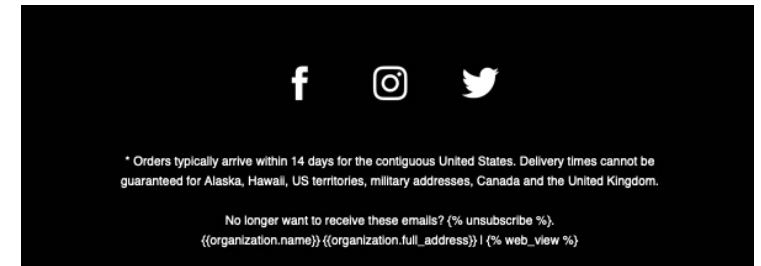 * Orders typically arrive within 14 days for the contiguous United States. Delivery times cannot be
guaranteed for Alaska, Hawaii, US territories, military addresses, Canada and the United Kingdom.
No longer want to receive these emails? {% unsubscribe %}.
{{organization.name}} {{organization.full_address}} | {% web_view %}